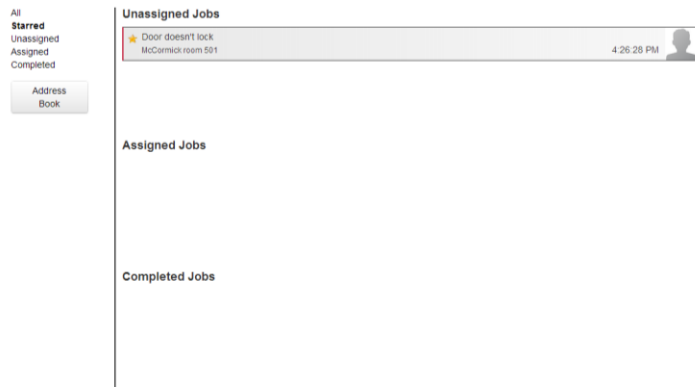 All
Starred
Unassigned
Assigned
Completed
Address
Book
Unassigned Jobs
Door doesn't lock
McCormick room 501
4:26:28 PM
Assigned Jobs
Completed Jobs